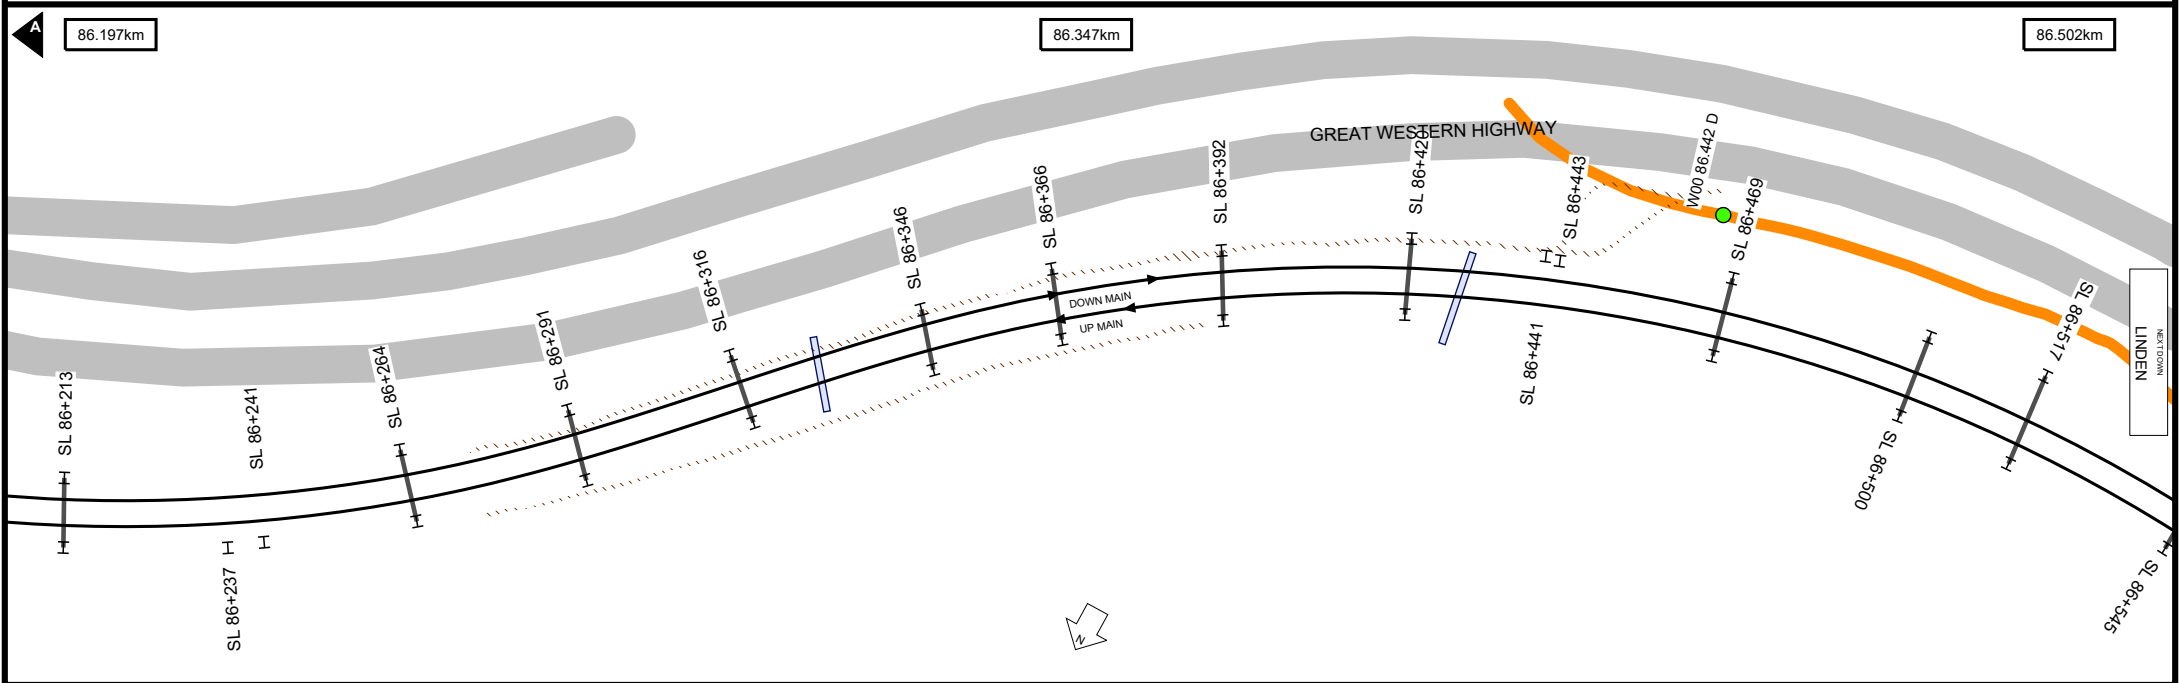 A
86.197km
86.347km
86.502km
GREAT WESTERN HIGHWAY
SL 86+213
SL 86+241
SL 86+237
SL 86+264
SL 86+291
SL 86+316
SL 86+346
SL 86+366
SL 86+392
SL 86+420
SL 86+443
W00 86.442 D
SL 86+469
DOWN MAIN
UP MAIN
SL 86+441
SL 86+500
SL 86+517
SL 86+545
NEXT DOWN
LINDEN
N